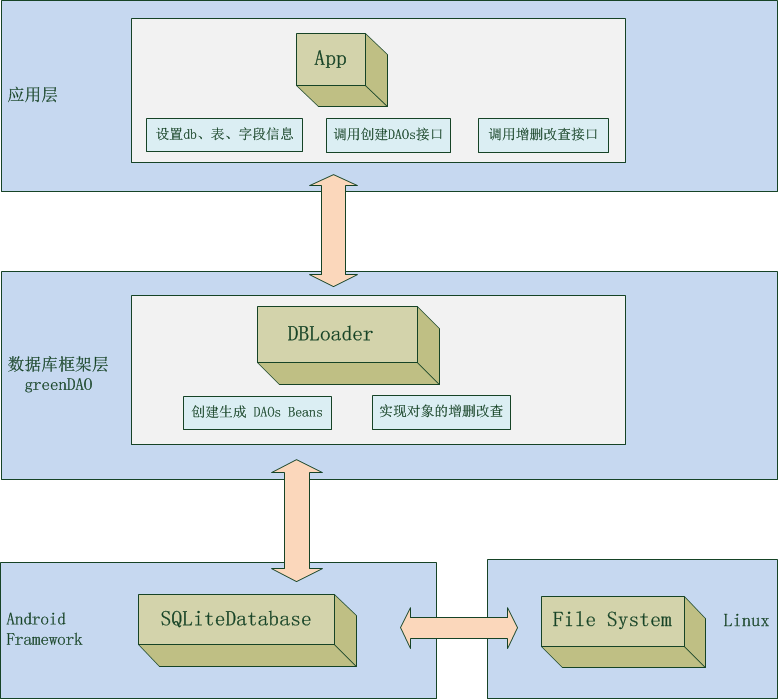 App
应用层
设置db、表、字段信息
调用创建DAOs接口
调用增删改查接口
DBLoader
数据库框架层
greenDAO
创建生成 DAOs Beans
实现对象的增删改查
Android
Framework
SQLiteDatabase
File System
Linux